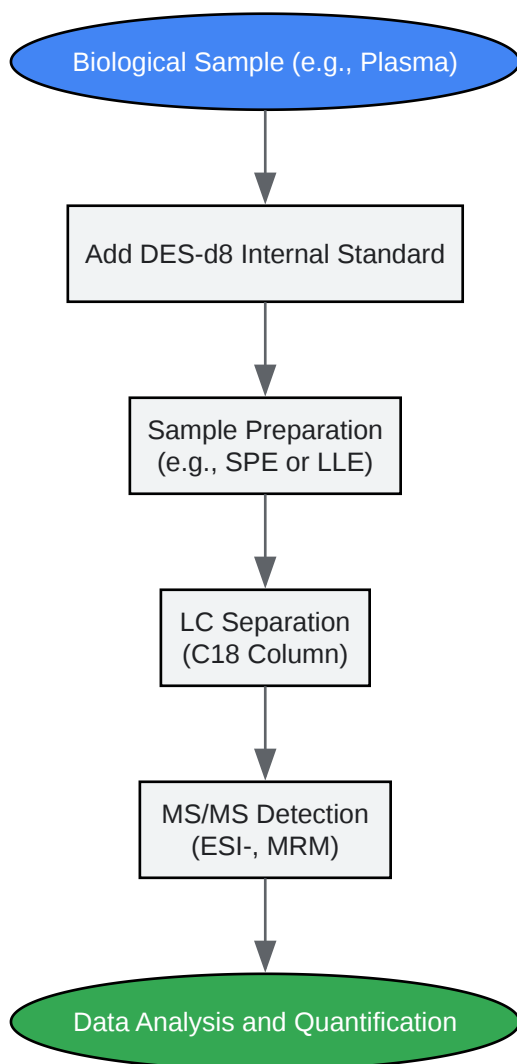 Biological Sample (e.g., Plasma)
Add DES-d8 Internal Standard
Sample Preparation
(e.g., SPE or LLE)
LC Separation
(C18 Column)
MS/MS Detection
(ESI-, MRM)
Data Analysis and Quantification